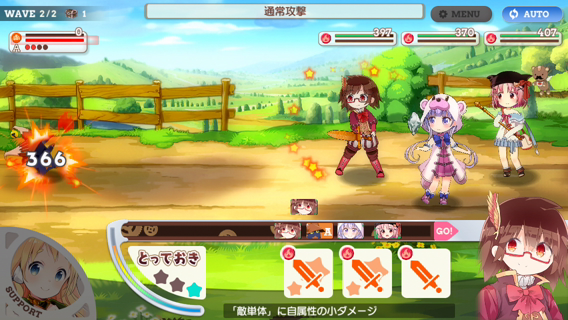 WAVE 2/2 1
通常攻撃
MENU
AUTO
0
397
370
407
A
366
A
GO!
とっておき
SUPPORT
「敵単体」に自属性の小ダメージ